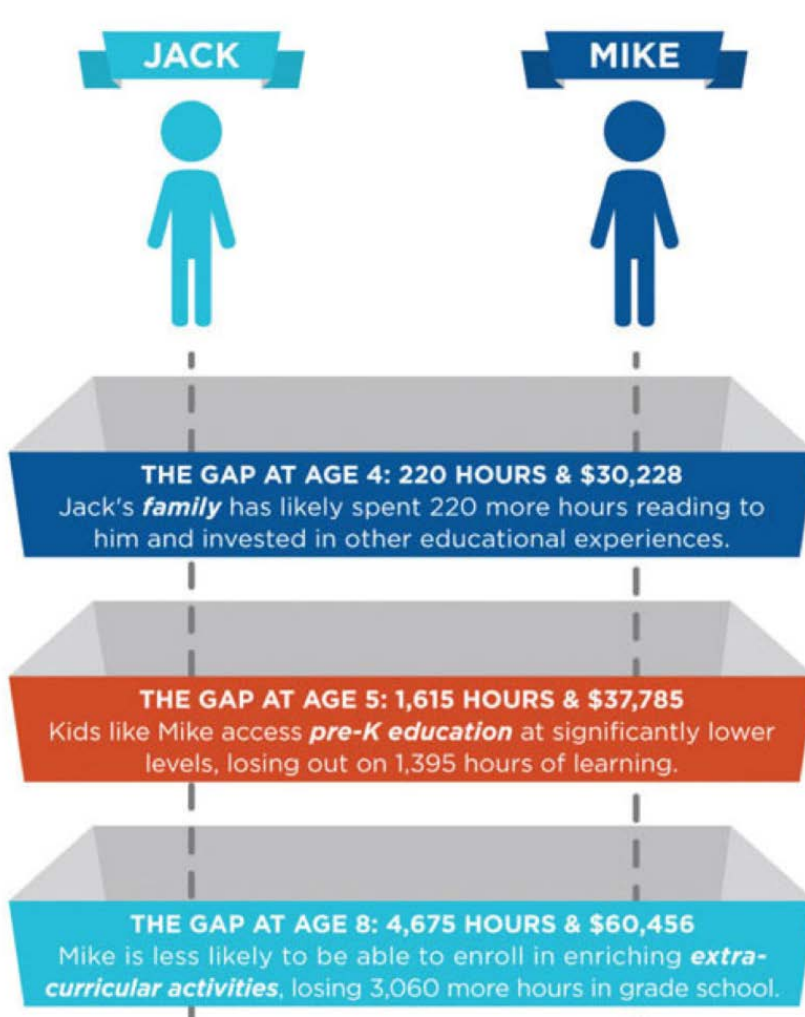 JACK
MIKE
THE GAP AT AGE 4: 220 HOURS & $30,228
Jack's family has likely spent 220 more hours reading to
him and invested in other educational experiences.
THE GAP AT AGE 5: 1,615 HOURS & $37,785
Kids like Mike access pre-K education at significantly lower
levels, losing out on 1,395 hours of learning.
THE GAP AT AGE 8: 4,675 HOURS & $60,456
Mike is less likely to be able to enroll in enriching extra-
curricular activities, losing 3,060 more hours in grade school.